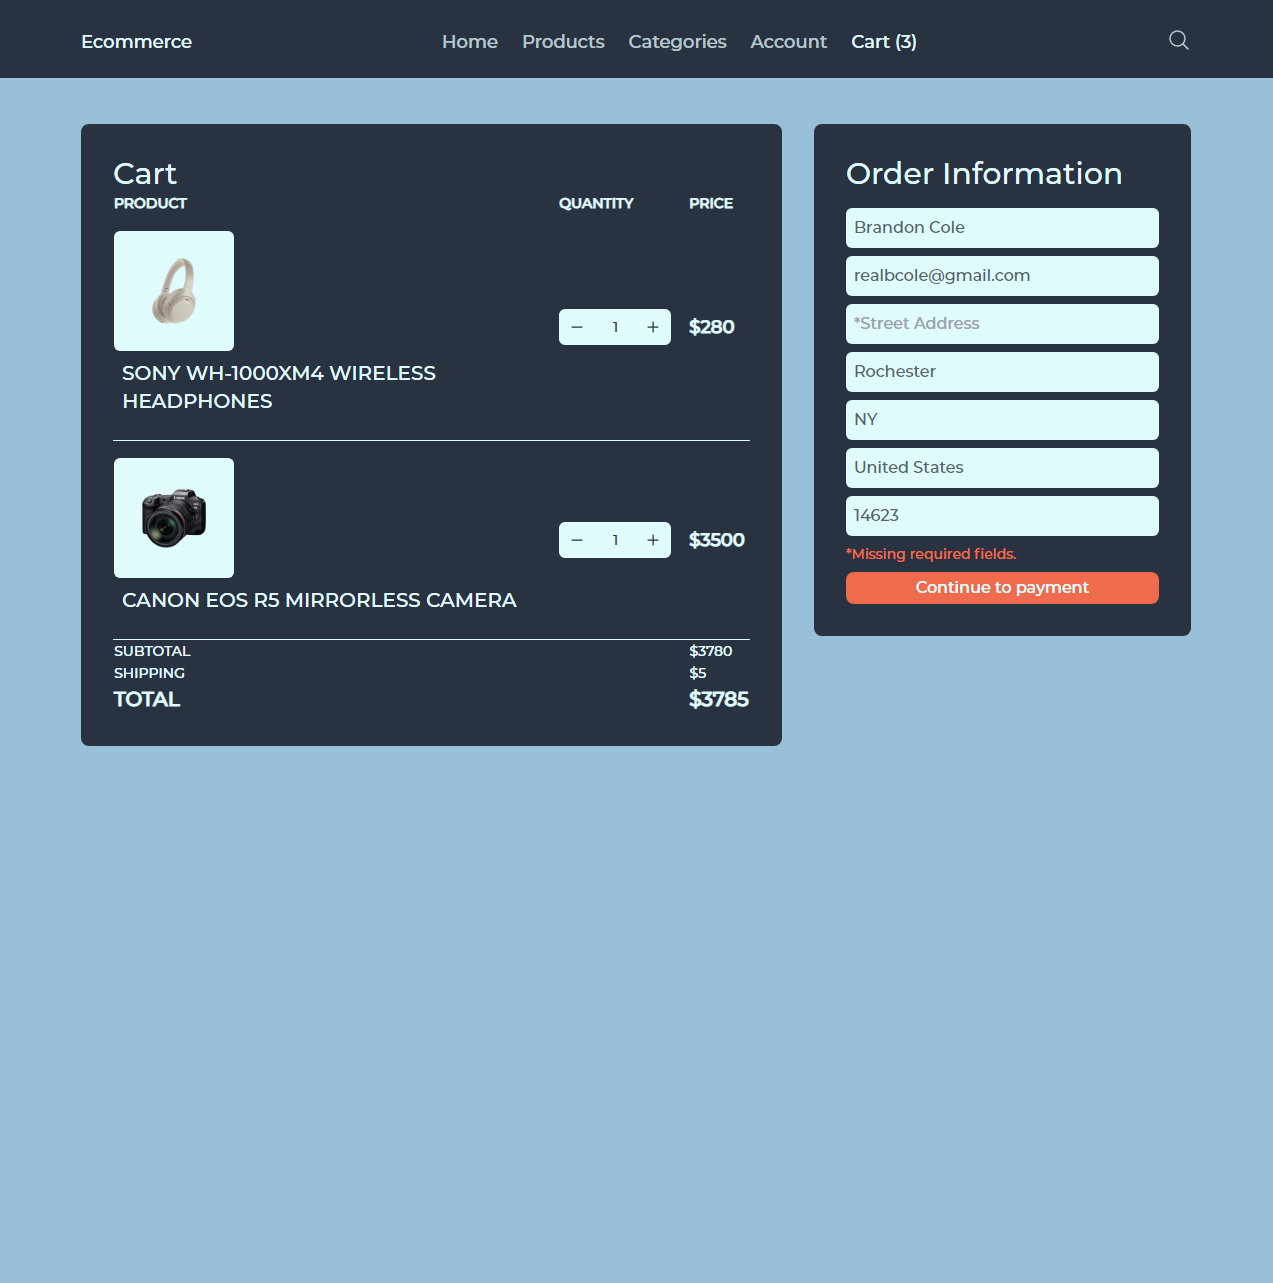 Ecommerce
Home Products Categories Account Cart (3)
Cart
PRODUCT QUANTITY PRICE
1 $280
SONY WH-1000XM4 WIRELESS
HEADPHONES
1 $3500
CANON EOS R5 MIRRORLESS CAMERA
SUBTOTAL $3780
SHIPPING $5
TOTAL $3785
Order Information
Brandon Cole
realbcole@gmail.com
*Street Address
Rochester
NY
United States
14623
*Missing required fields.
Continue to payment